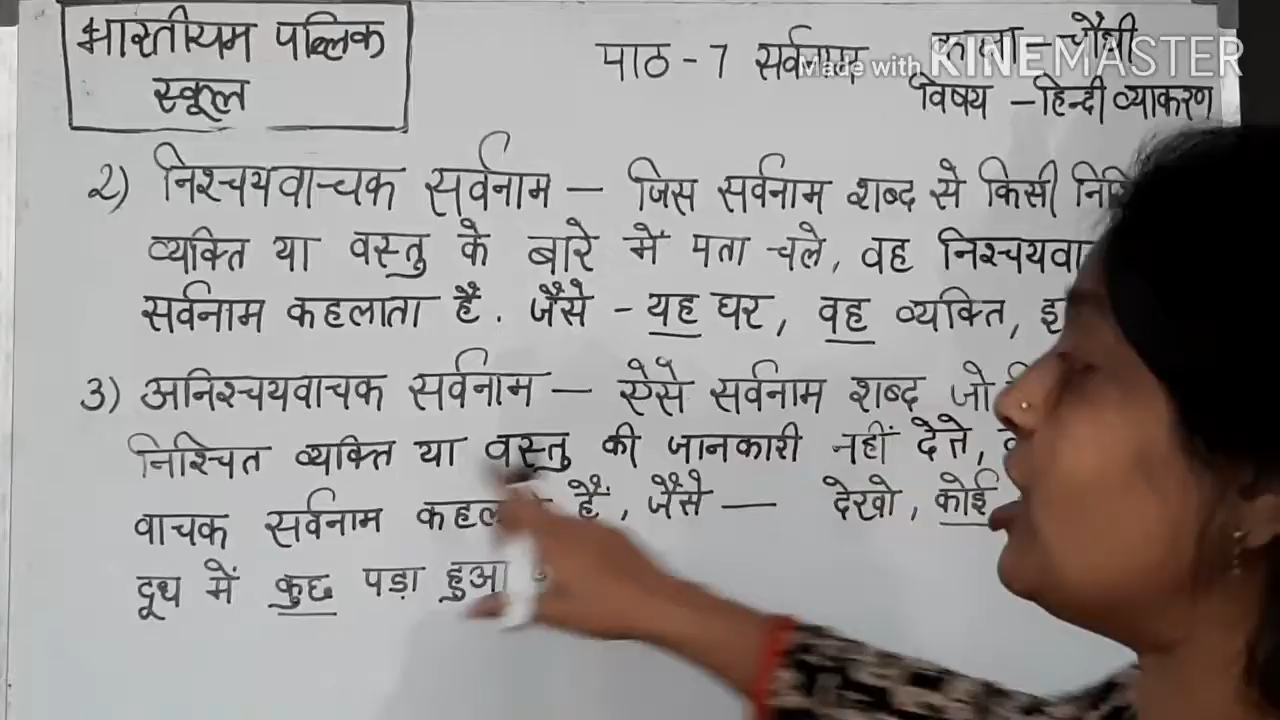 भारतीयम पब्लिक
स्कूल
पाठ - 7 सर्वनाम
कक्षा - चौथी
Made with KINEMASTER
विषय - हिन्दी व्याकरण
2) निश्चयवाचक सर्वनाम — जिस सर्वनाम शब्द से किसी
व्यक्ति या वस्तु के बारे में पता चले, वह
सर्वनाम कहलाता है. जैसे - यह घर, वह व्यक्ति,
3) अनिश्चयवाचक सर्वनाम — ऐसे सर्वनाम शब्द जो
निश्चित व्यक्ति या वस्तु की जानकारी नहीं देते,
वाचक सर्वनाम हैं, जैसे — देखो, कोई
दूध में कुछ पड़ा हुआ